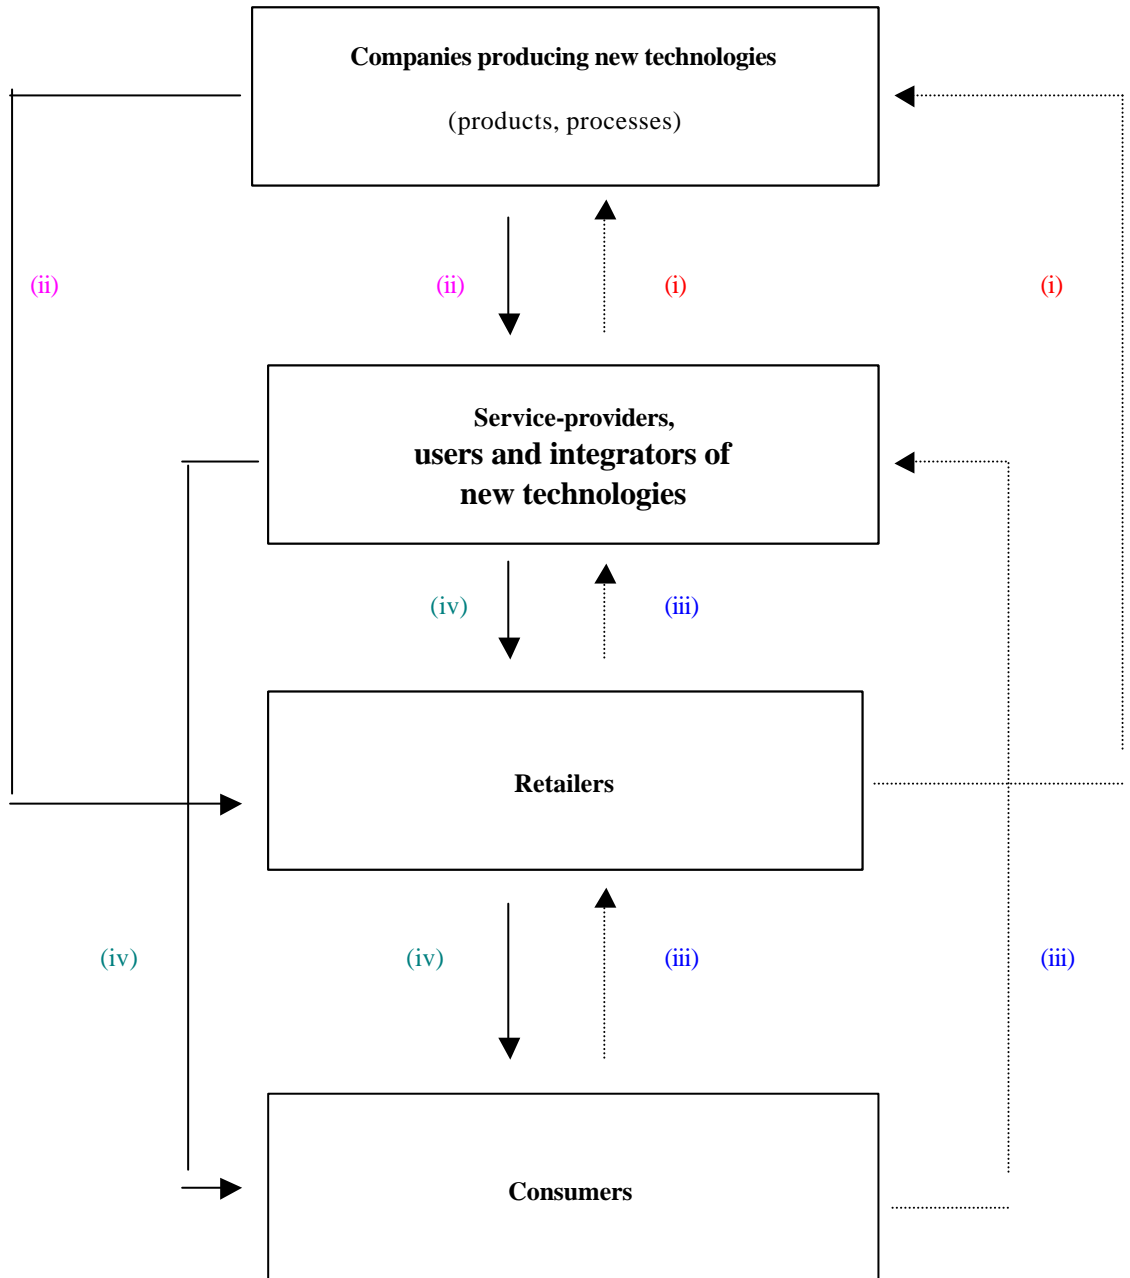 Companies producing new technologies
(products, processes)
(ii)
(ii)
(i)
(i)
Service-providers,
users and integrators of
new technologies
(iv)
(iii)
Retailers
(iv)
(iv)
(iii)
(iii)
Consumers